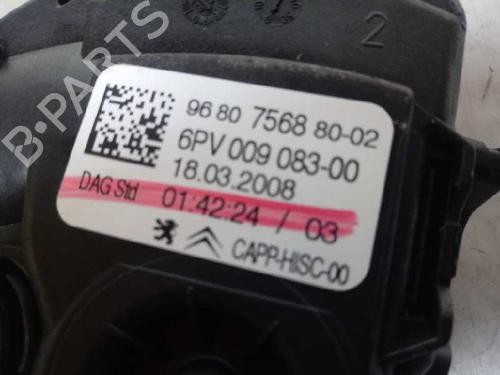 2
96 80 7568 80-02
6PV 009 083-00
18.03.2008
DAG Std 01:42:24 / 03
CAPP-HISC-00
B-PARTS